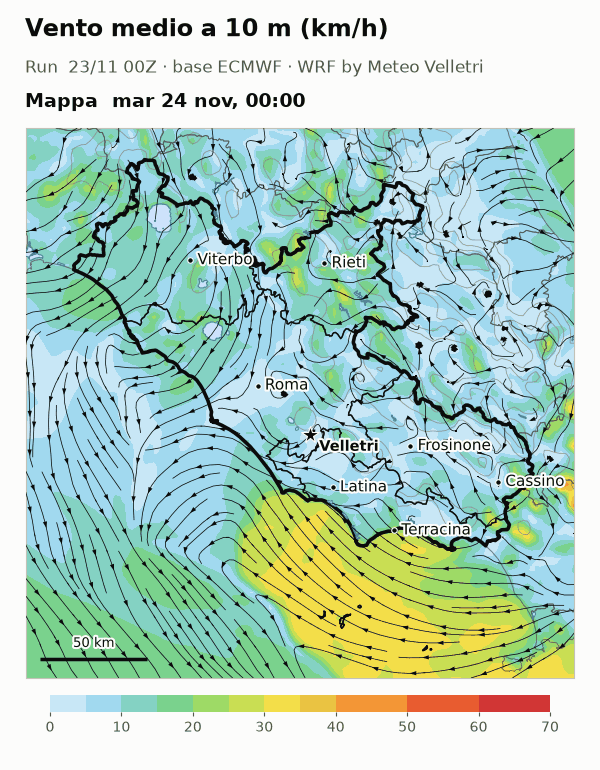 Vento medio a 10 m (km/h)
Run  23/11 00Z · base ECMWF · WRF by Meteo Velletri
Mappa  mar 24 nov, 00:00
Viterbo
Rieti
Roma
Velletri
Frosinone
Latina
Cassino
Terracina
50 km
0 10 20 30 40 50 60 70